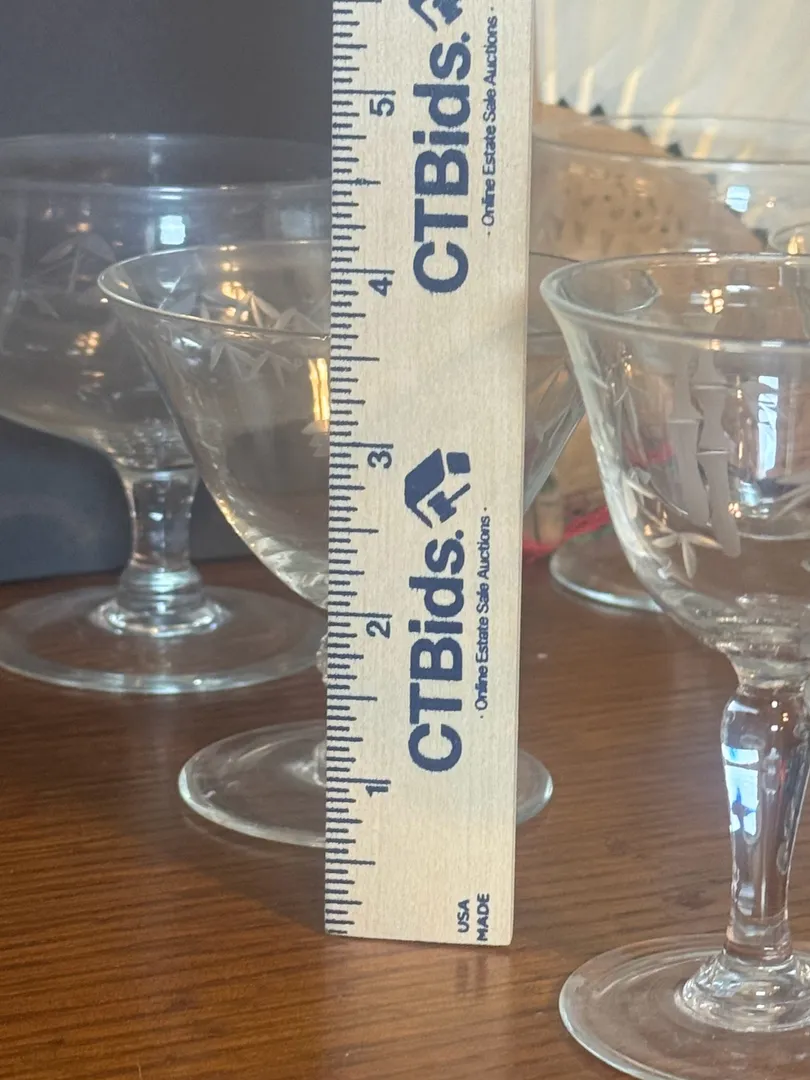 5
CTBids.
· Online Estate Sale Auctions ·
4
3
CTBids.
· Online Estate Sale Auctions ·
2
1
USA
MADE